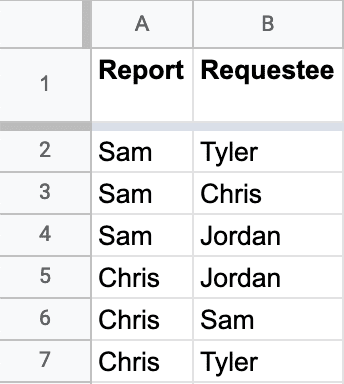 A B
1 Report Requestee
2 Sam Tyler
3 Sam Chris
4 Sam Jordan
5 Chris Jordan
6 Chris Sam
7 Chris Tyler